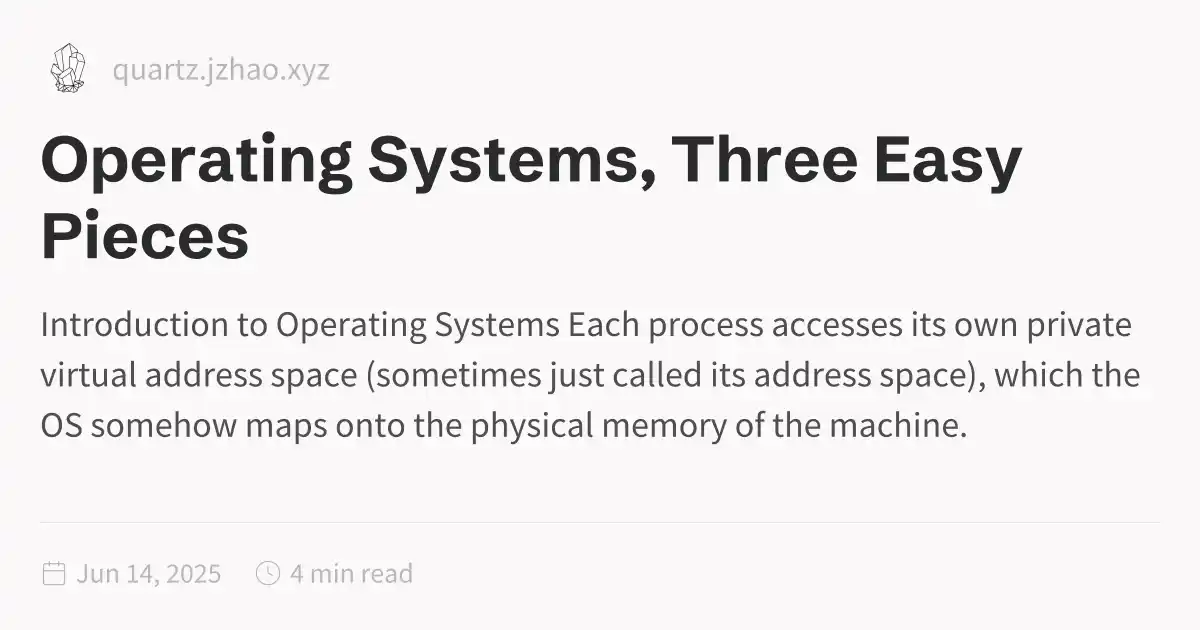 quartz.jzhao.xyz
Operating Systems, Three Easy
Pieces
Introduction to Operating Systems Each process accesses its own private
virtual address space (sometimes just called its address space), which the
OS somehow maps onto the physical memory of the machine.
Jun 14, 2025 4 min read